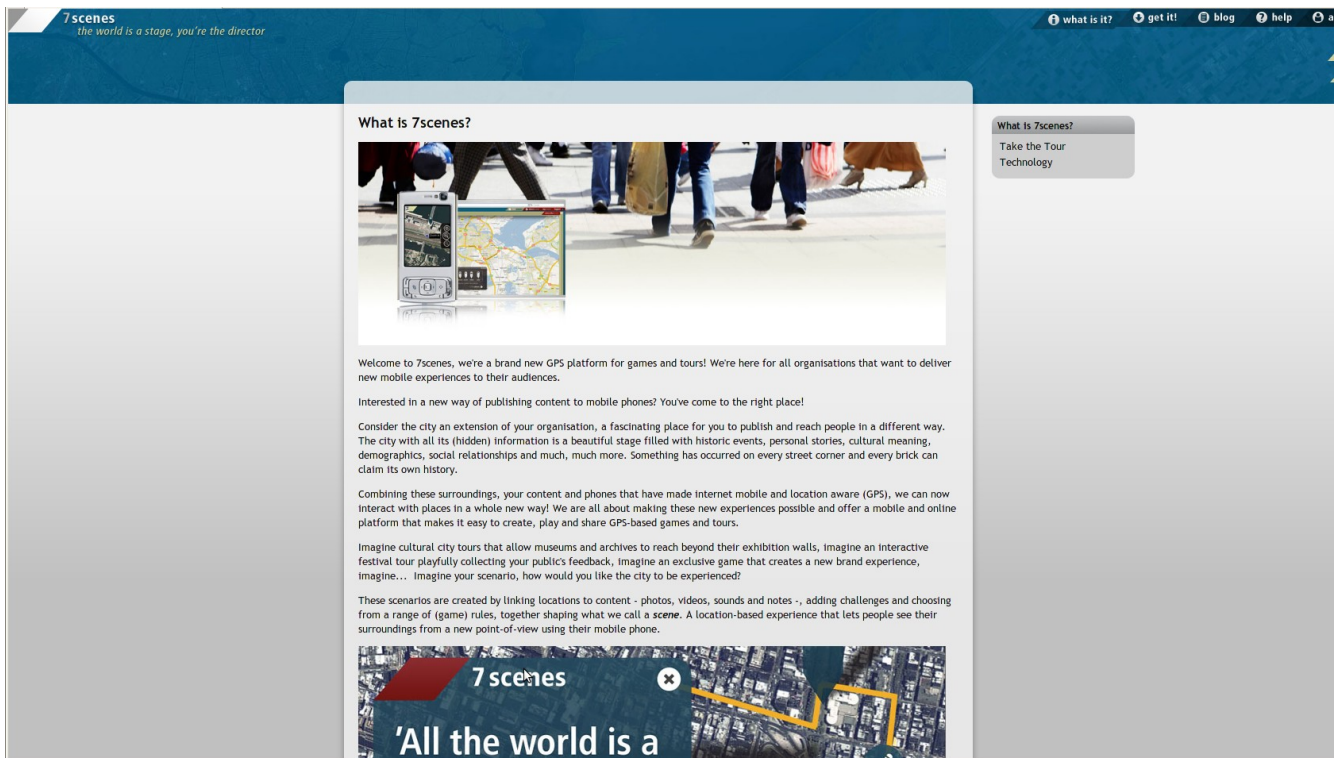 7scenes
the world is a stage, you're the director
what is it?
get it!
blog
help
What is 7scenes?
What is 7scenes?
Take the Tour
Technology
Welcome to 7scenes, we're a brand new GPS platform for games and tours! We're here for all organisations that want to deliver
new mobile experiences to their audiences.
Interested in a new way of publishing content to mobile phones? You've come to the right place!
Consider the city an extension of your organisation, a fascinating place for you to publish and reach people in a different way.
The city with all its (hidden) information is a beautiful stage filled with historic events, personal stories, cultural meaning,
demographics, social relationships and much, much more. Something has occurred on every street corner and every brick can
claim its own history.
Combining these surroundings, your content and phones that have made internet mobile and location aware (GPS), we can now
interact with places in a whole new way! We are all about making these new experiences possible and offer a mobile and online
platform that makes it easy to create, play and share GPS-based games and tours.
Imagine cultural city tours that allow museums and archives to reach beyond their exhibition walls, imagine an interactive
festival tour playfully collecting your public's feedback, imagine an exclusive game that creates a new brand experience,
imagine... Imagine your scenario, how would you like the city to be experienced?
These scenarios are created by linking locations to content - photos, videos, sounds and notes -, adding challenges and choosing
from a range of (game) rules, together shaping what we call a scene. A location-based experience that lets people see their
surroundings from a new point-of-view using their mobile phone.
7 scenes
'All the world is a